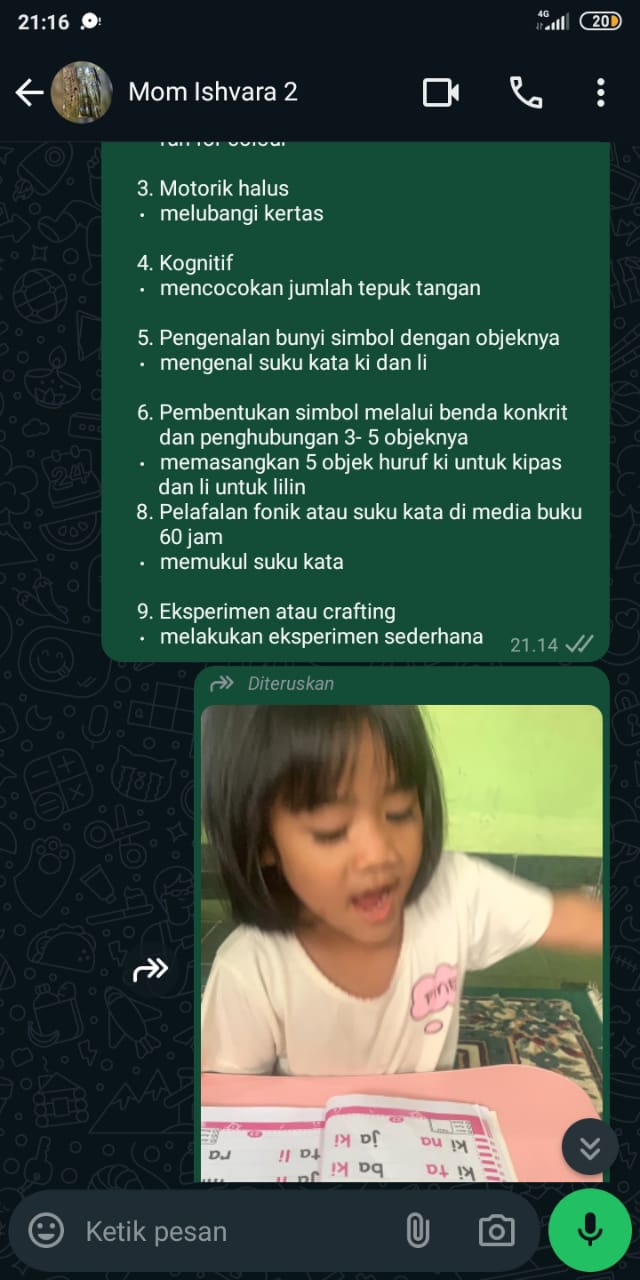 21:16
4G
20
Mom Ishvara 2
run for colour
3. Motorik halus
• melubangi kertas
4. Kognitif
• mencocokan jumlah tepuk tangan
5. Pengenalan bunyi simbol dengan objeknya
• mengenal suku kata ki dan li
6. Pembentukan simbol melalui benda konkrit
dan penghubungan 3- 5 objeknya
• memasangkan 5 objek huruf ki untuk kipas
dan li untuk lilin
8. Pelafalan fonik atau suku kata di media buku
60 jam
• memukul suku kata
9. Eksperimen atau crafting
• melakukan eksperimen sederhana
21.14
Diteruskan
ki na
ja ki
ta li
ra
ki ta
ba ki
Ketik pesan